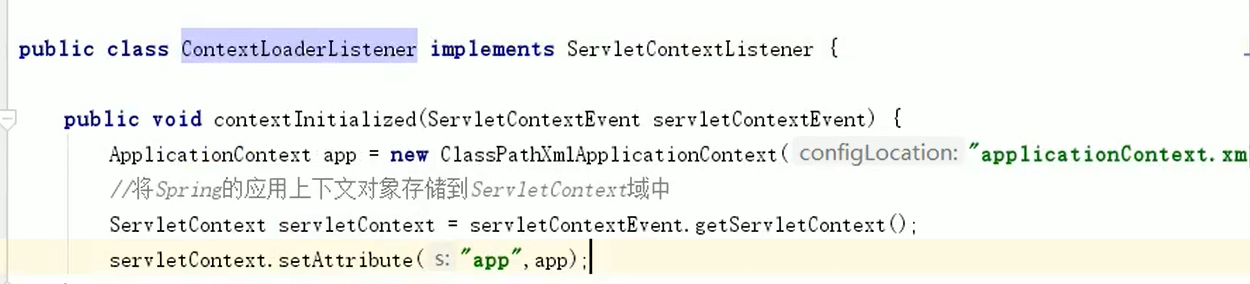 public class ContextLoaderListener implements ServletContextListener {
public void contextInitialized(ServletContextEvent servletContextEvent) {
ApplicationContext app = new ClassPathXmlApplicationContext( configLocation: "applicationContext.xm
//将Spring的应用上下文对象存储到ServletContext域中
ServletContext servletContext = servletContextEvent.getServletContext();
servletContext.setAttribute( s: "app",app);